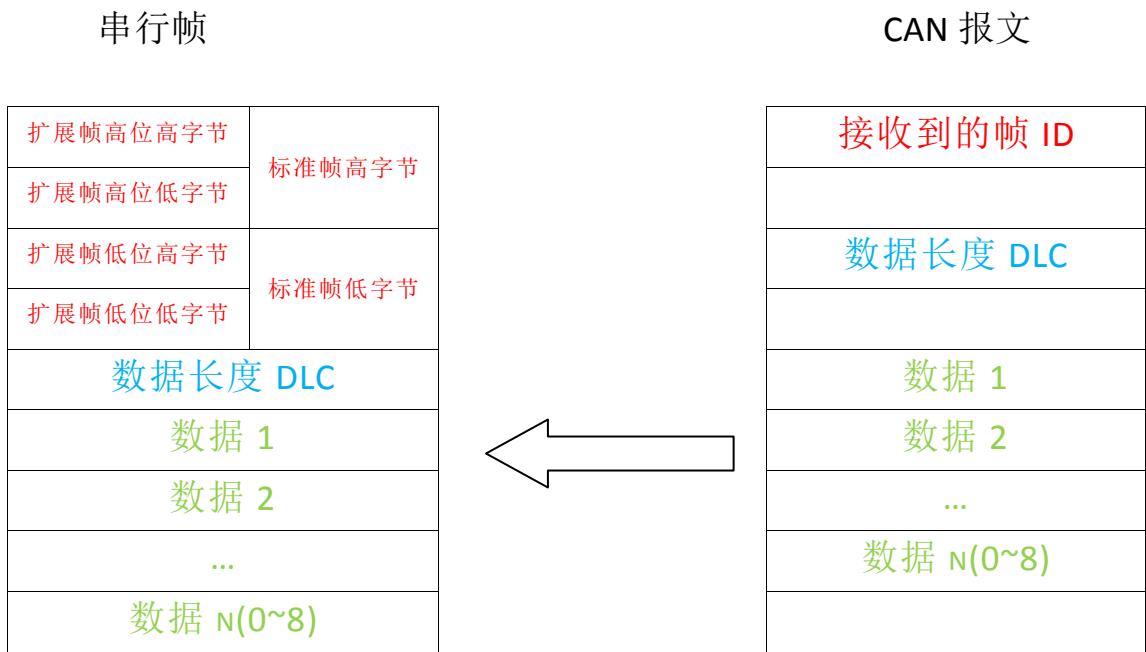 串行帧
CAN 报文
扩展帧高位高字节
标准帧高字节
扩展帧高位低字节
扩展帧低位高字节
标准帧低字节
扩展帧低位低字节
数据长度 DLC
数据 1
数据 2
...
数据 N(0~8)
接收到的帧 ID
数据长度 DLC
数据 1
数据 2
...
数据 N(0~8)